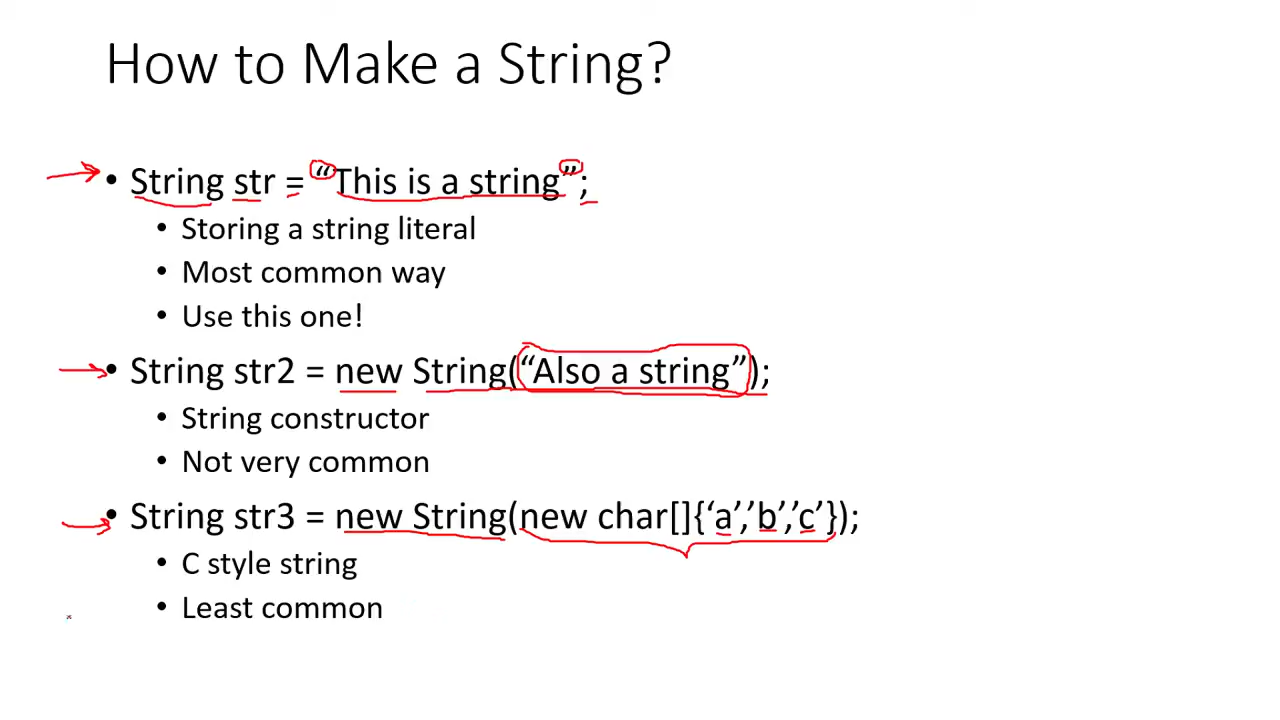 How to Make a String?
• String str = “This is a string”;
• Storing a string literal
• Most common way
• Use this one!
• String str2 = new String(“Also a string”);
• String constructor
• Not very common
• String str3 = new String(new char[]{‘a’,’b’,’c’});
• C style string
• Least common